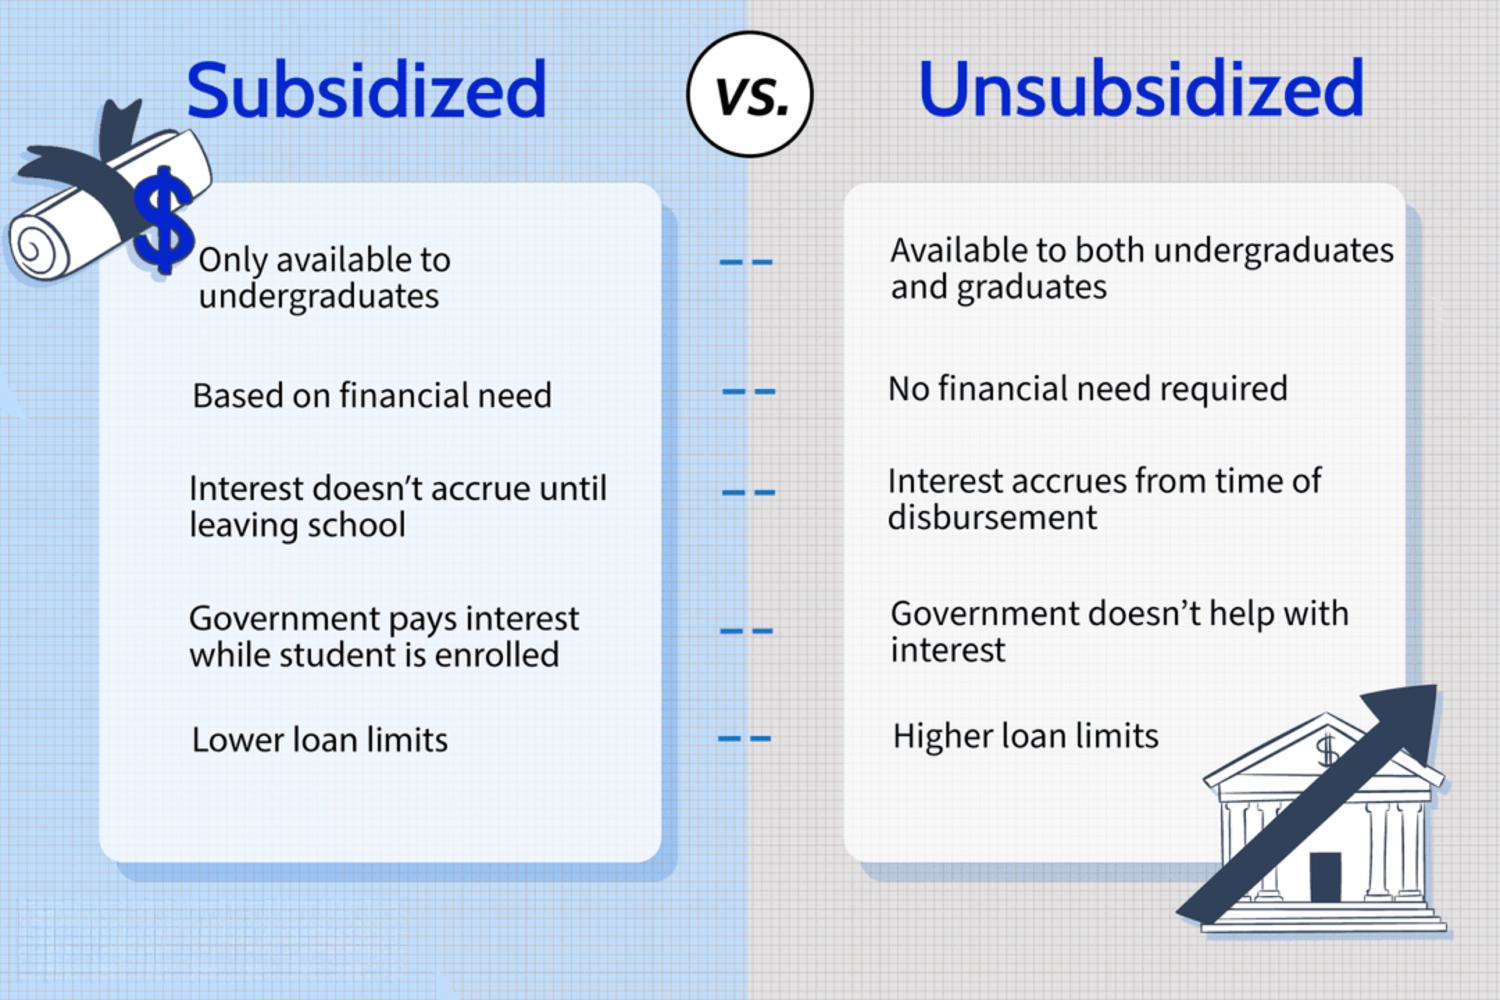 Subsidized
vs.
Unsubsidized
$
Only available to
undergraduates
Available to both undergraduates
and graduates
Based on financial need
No financial need required
Interest doesn't accrue until
leaving school
Interest accrues from time of
disbursement
Government pays interest
while student is enrolled
Government doesn’t help with
interest
Lower loan limits
Higher loan limits
$